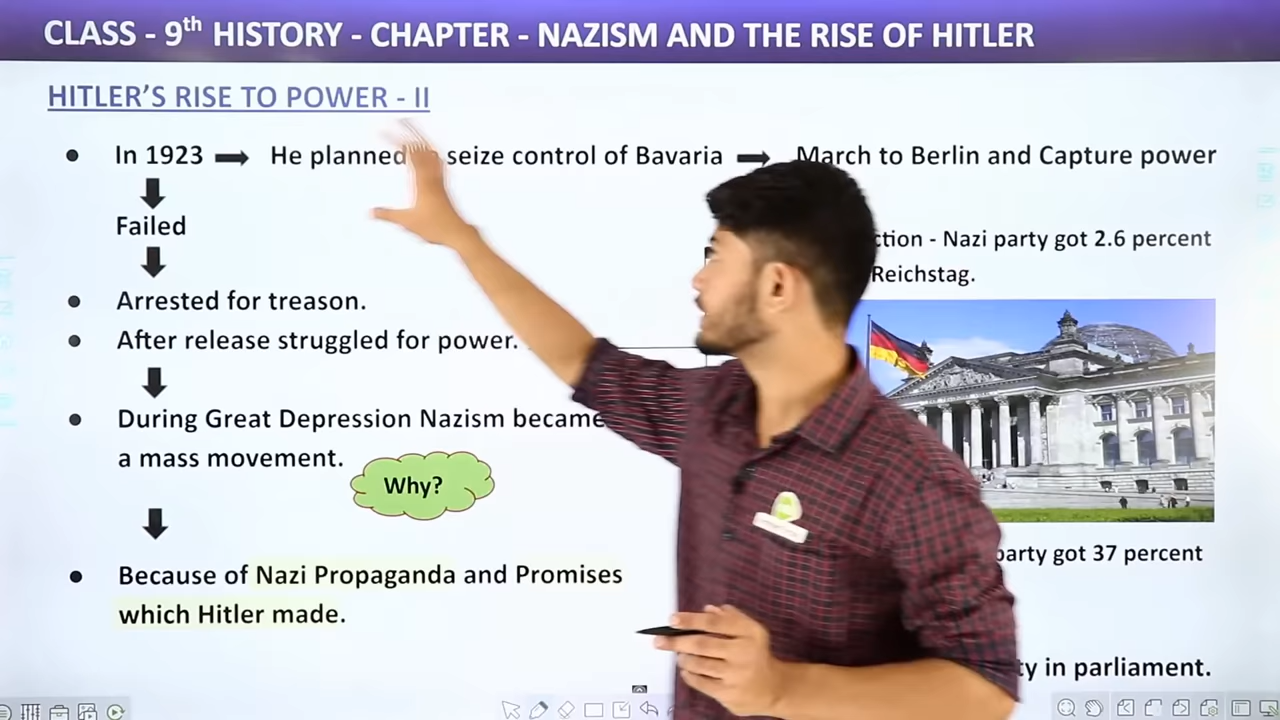 CLASS - 9th HISTORY - CHAPTER - NAZISM AND THE RISE OF HITLER
HITLER'S RISE TO POWER - II
In 1923 He planned seize control of Bavaria March to Berlin and Capture power
Failed
Arrested for treason.
After release struggled for power.
During Great Depression Nazism became
a mass movement.
Why?
Because of Nazi Propaganda and Promises
which Hitler made.
- Nazi party got 2.6 percent
Reichstag.
party got 37 percent
in parliament.